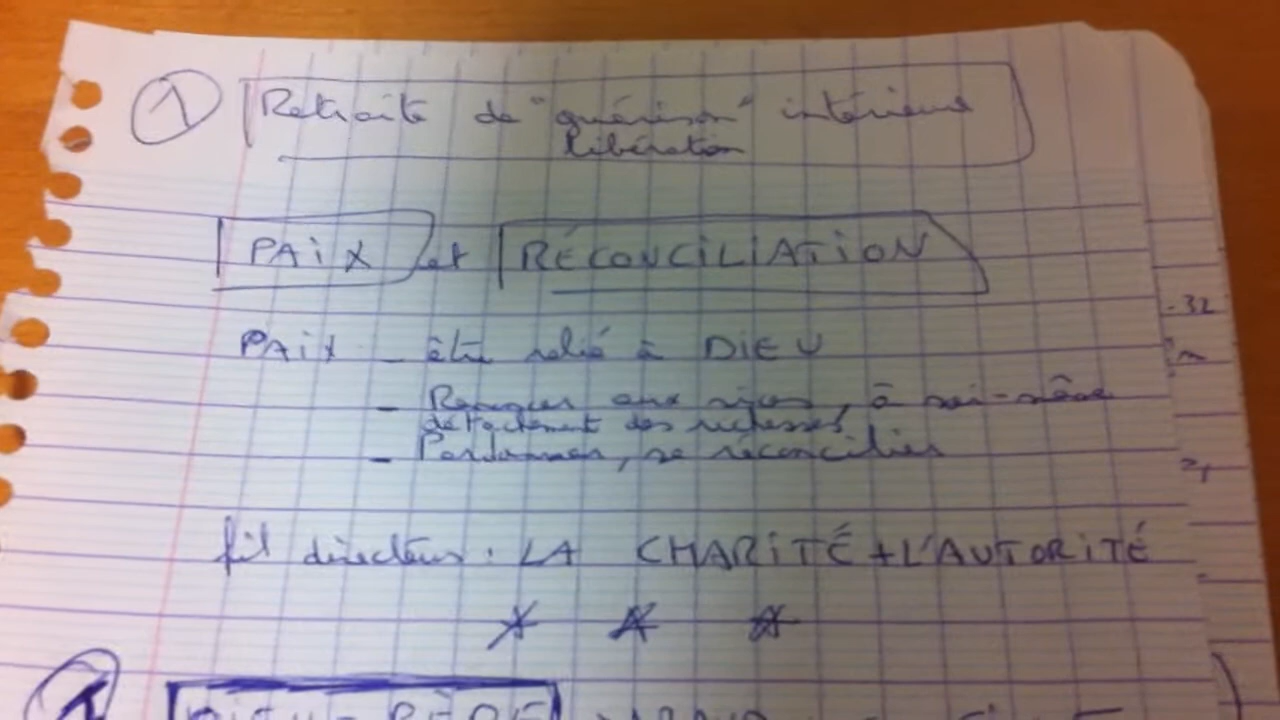 1 Retraite de "guérison" intérieure
libération
PAiX et RÉCONCiLiATiON
PAiX - être relié à DiEU
- Renoncer aux , à soi-même
détachement des richesses
- Pardonner, se réconcilier
fil directeur : LA CHARiTÉ + L'AUTORiTÉ
- 32